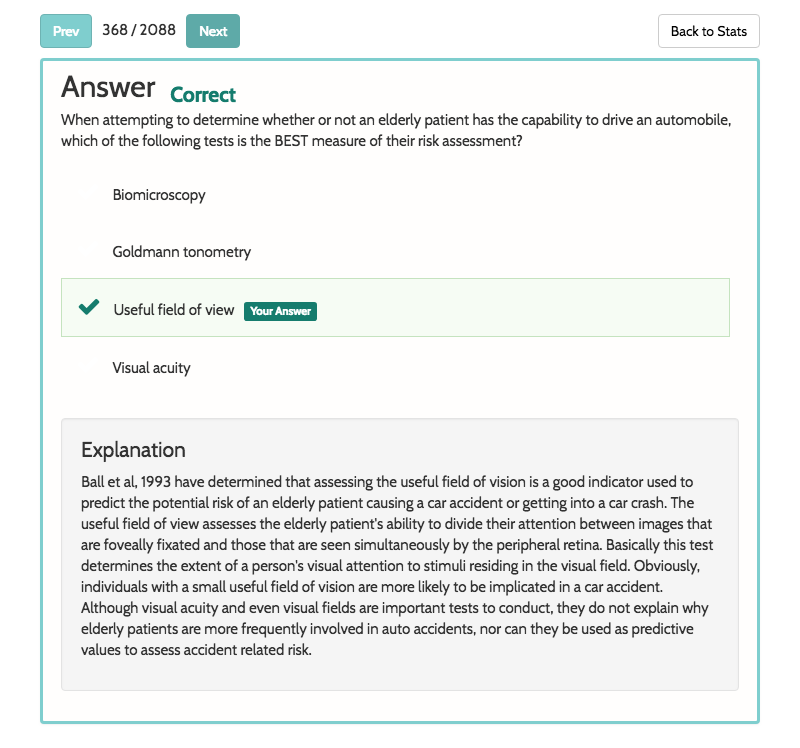 Prev 368 / 2088 Next Back to Stats
Answer Correct
When attempting to determine whether or not an elderly patient has the capability to drive an automobile,
which of the following tests is the BEST measure of their risk assessment?
Biomicroscopy
Goldmann tonometry
Useful field of view Your Answer
Visual acuity
Explanation
Ball et al, 1993 have determined that assessing the useful field of vision is a good indicator used to
predict the potential risk of an elderly patient causing a car accident or getting into a car crash. The
useful field of view assesses the elderly patient's ability to divide their attention between images that
are foveally fixated and those that are seen simultaneously by the peripheral retina. Basically this test
determines the extent of a person's visual attention to stimuli residing in the visual field. Obviously,
individuals with a small useful field of vision are more likely to be implicated in a car accident.
Although visual acuity and even visual fields are important tests to conduct, they do not explain why
elderly patients are more frequently involved in auto accidents, nor can they be used as predictive
values to assess accident related risk.